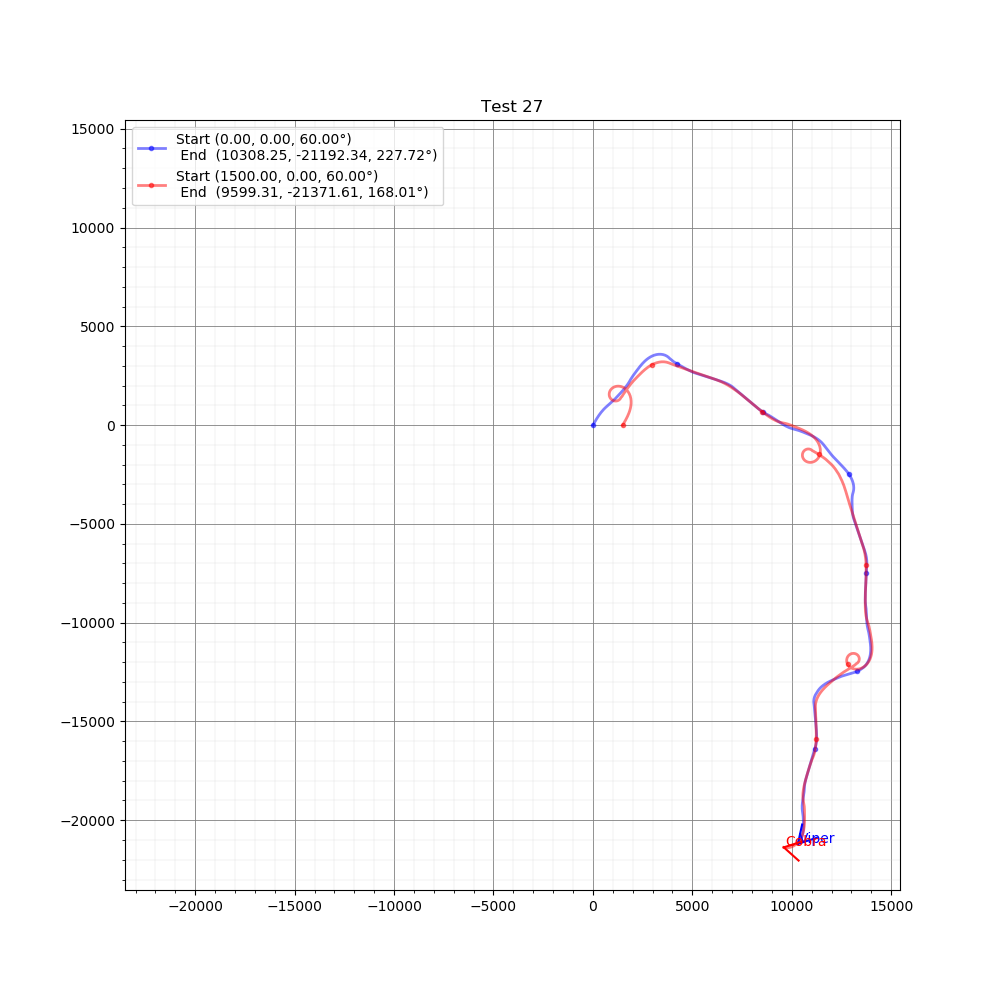 Test 27
Start (0.00, 0.00, 60.00°)
End (10308.25, -21192.34, 227.72°)
Start (1500.00, 0.00, 60.00°)
End (9599.31, -21371.61, 168.01°)
15000
10000
5000
0
−5000
−10000
−15000
−20000
Viper
Cobra
−20000 −15000 −10000 −5000 0 5000 10000 15000